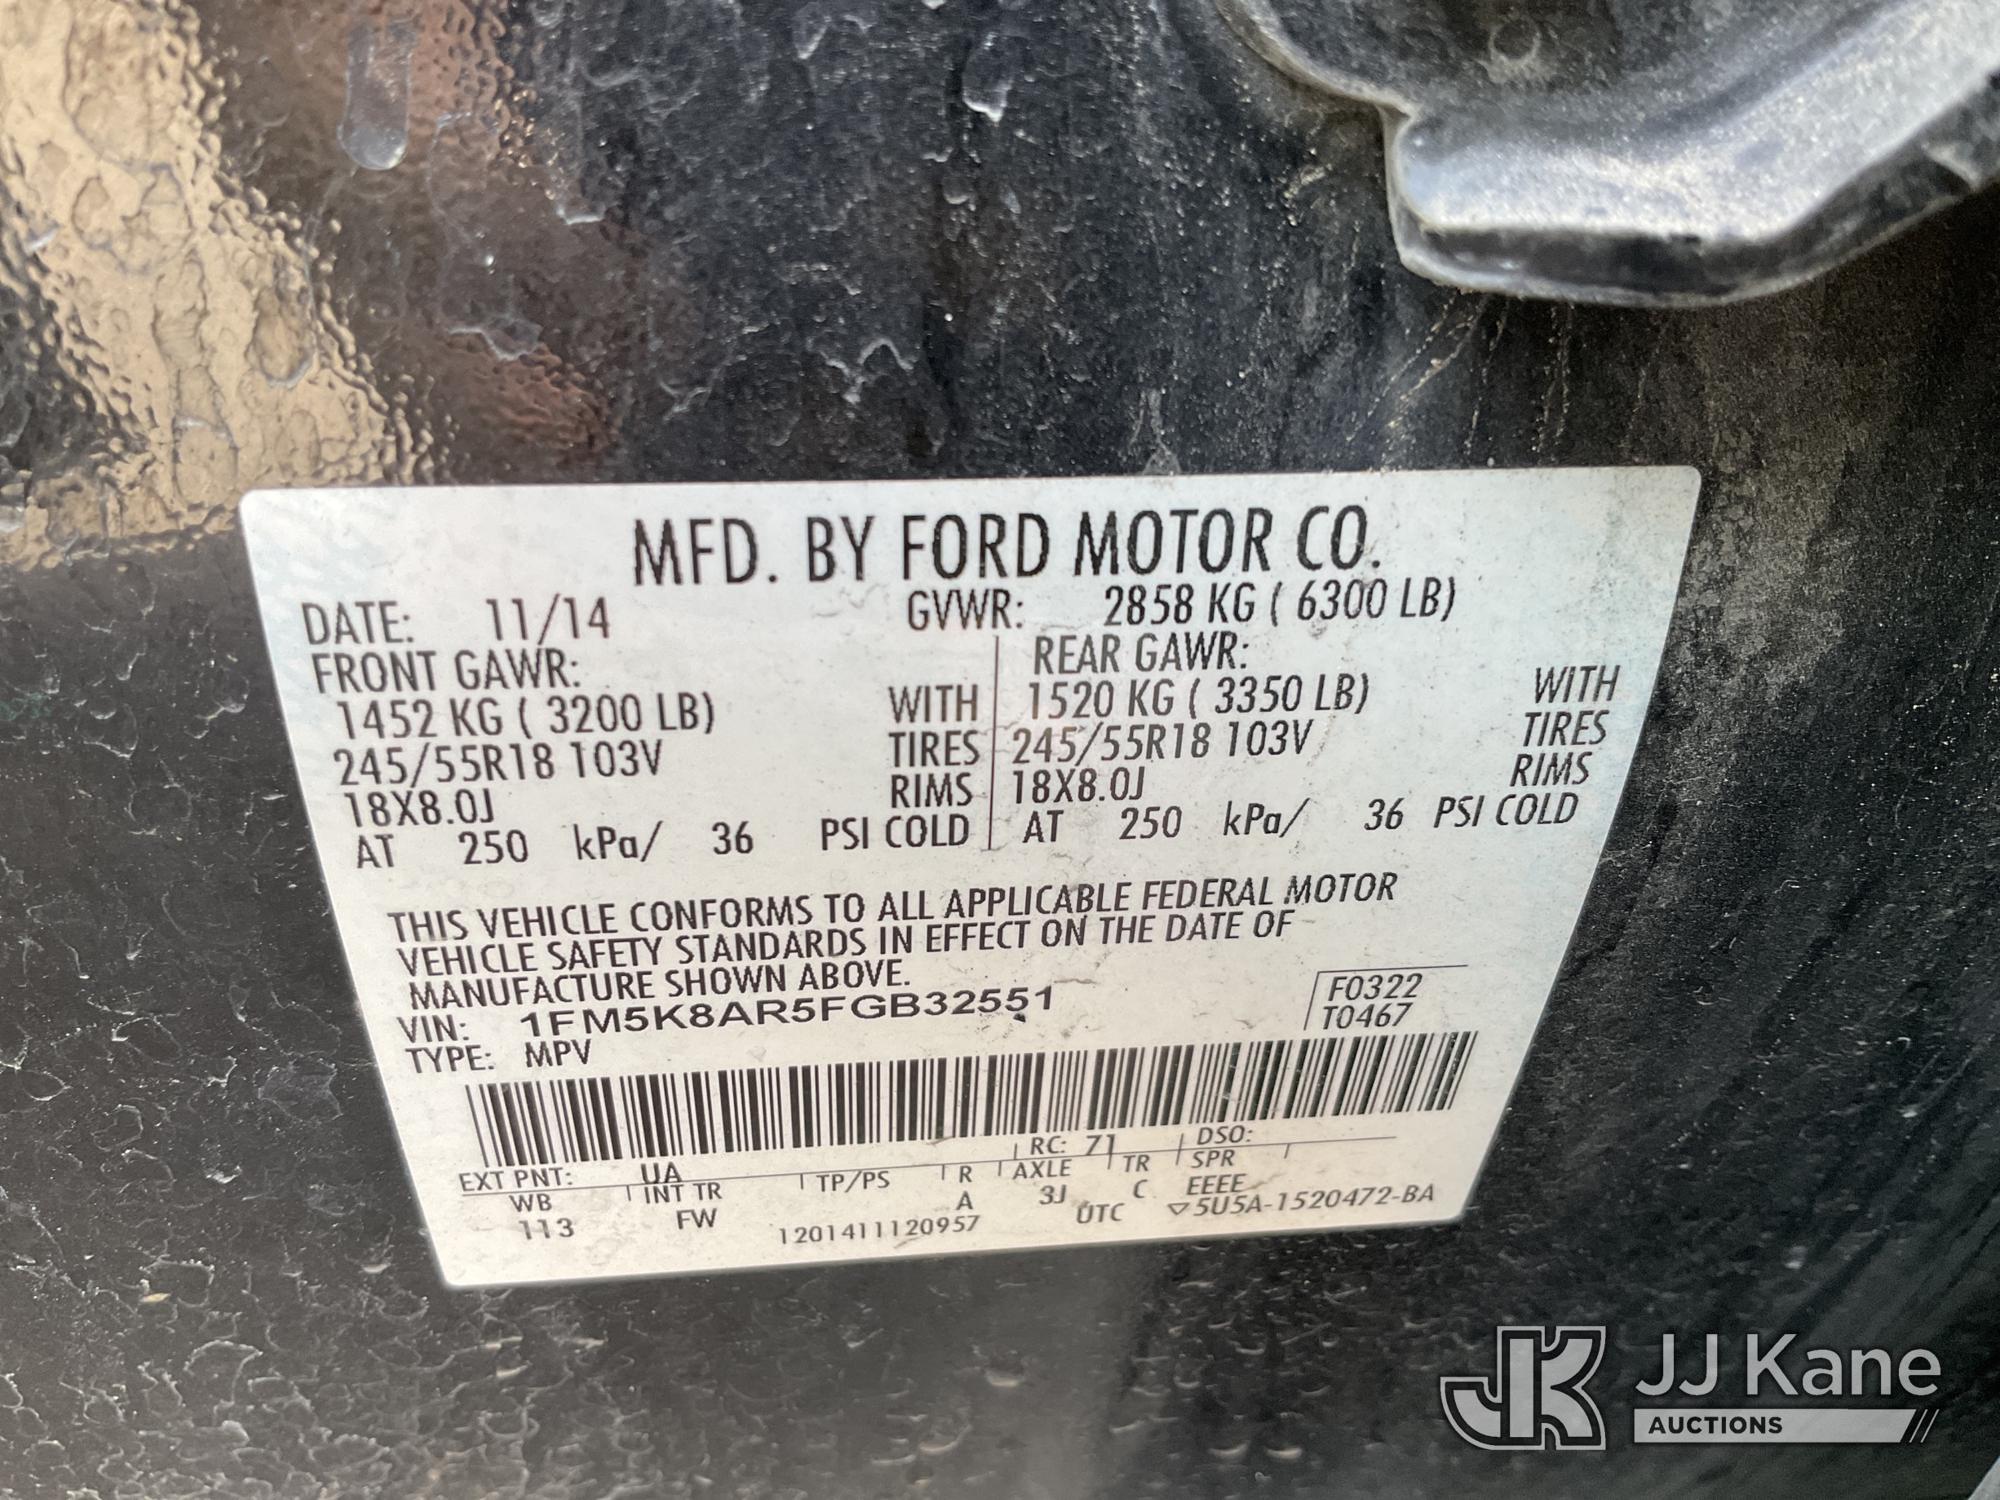 MFD. BY FORD MOTOR CO.
DATE: 11/14 GVWR: 2858 KG ( 6300 LB)
FRONT GAWR: REAR GAWR:
1452 KG ( 3200 LB) WITH 1520 KG ( 3350 LB) WITH
245/55R18 103V TIRES 245/55R18 103V TIRES
18X8.0J RIMS 18X8.0J RIMS
AT 250 kPa/ 36 PSI COLD AT 250 kPa/ 36 PSI COLD
THIS VEHICLE CONFORMS TO ALL APPLICABLE FEDERAL MOTOR
VEHICLE SAFETY STANDARDS IN EFFECT ON THE DATE OF
MANUFACTURE SHOWN ABOVE.
VIN: 1FM5K8AR5FGB32551 F0322
TYPE: MPV T0467
EXT PNT: UA RC: 71 DSO:
WB INT TR TP/PS R AXLE TR SPR
113 FW A 3J C EEEE
1201411120957 UTC ▽5U5A-1520472-BA
JK JJ Kane
AUCTIONS